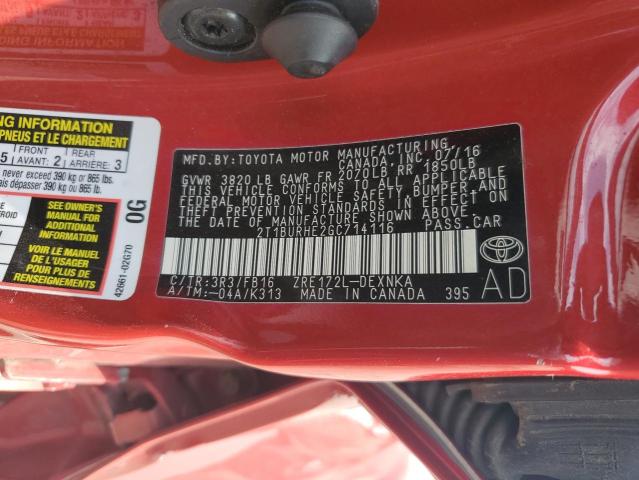 NG INFORMATION
PNEUS ET LE CHARGEMENT
5 FRONT AVANT: 2 REAR ARRIÈRE: 3
never exceed 390 kg or 865 lbs.
is dépasser 390 kg ou 865 lb.
SEE OWNER'S
MANUAL FOR
ADDITIONAL
INFORMATION
VOIR LE MANUEL
DE L'USAGER
POUR PLUS DE
RENSEIGNEMENTS
0G
42661-02G70
MFD.BY:TOYOTA MOTOR MANUFACTURING
CANADA, INC. 07/16
GVWR 3820 LB GAWR FR 2070LB RR 1850LB
THIS VEHICLE CONFORMS TO ALL APPLICABLE
FEDERAL MOTOR VEHICLE SAFETY, BUMPER, AND
THEFT PREVENTION STANDARDS IN EFFECT ON
THE DATE OF MANUFACTURE SHOWN ABOVE.
2T1BURHE2GC714116 PASS.CAR
C/TR:3R3/FB16 ZRE172L-DEXNKA
A/TM:-04A/K313 MADE IN CANADA 395
TOYOTA
AD